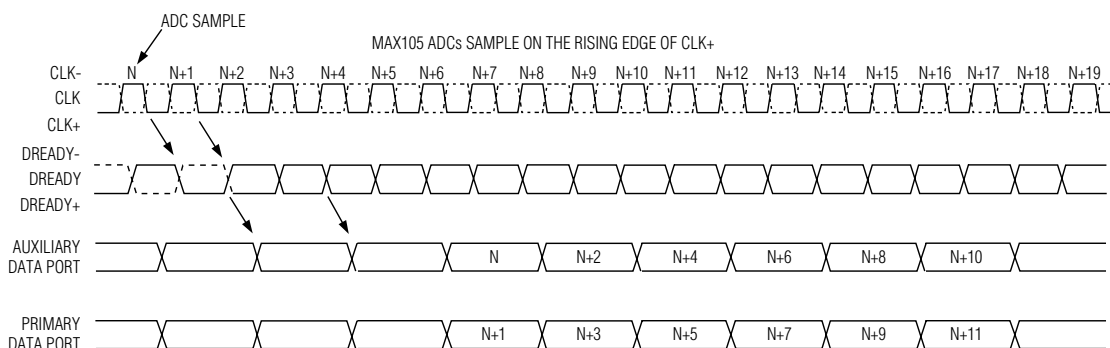 ADC SAMPLE
MAX105 ADCs SAMPLE ON THE RISING EDGE OF CLK+
CLK- N N+1 N+2 N+3 N+4 N+5 N+6 N+7 N+8 N+9 N+10 N+11 N+12 N+13 N+14 N+15 N+16 N+17 N+18 N+19
CLK
CLK+
DREADY-
DREADY
DREADY+
AUXILIARY
DATA PORT N N+2 N+4 N+6 N+8 N+10
PRIMARY
DATA PORT N+1 N+3 N+5 N+7 N+9 N+11